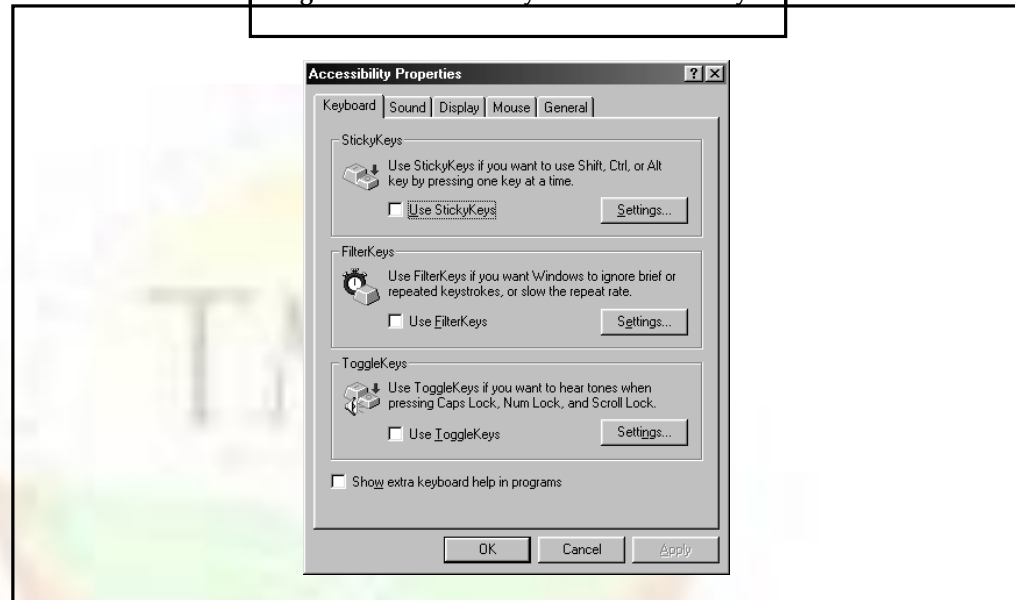 Accessibility Properties
Keyboard Sound Display Mouse General
StickyKeys
Use StickyKeys if you want to use Shift, Ctrl, or Alt
key by pressing one key at a time.
Use StickyKeys Settings...
FilterKeys
Use FilterKeys if you want Windows to ignore brief or
repeated keystrokes, or slow the repeat rate.
Use FilterKeys Settings...
ToggleKeys
Use ToggleKeys if you want to hear tones when
pressing Caps Lock, Num Lock, and Scroll Lock.
Use ToggleKeys Settings...
Show extra keyboard help in programs
OK Cancel Apply